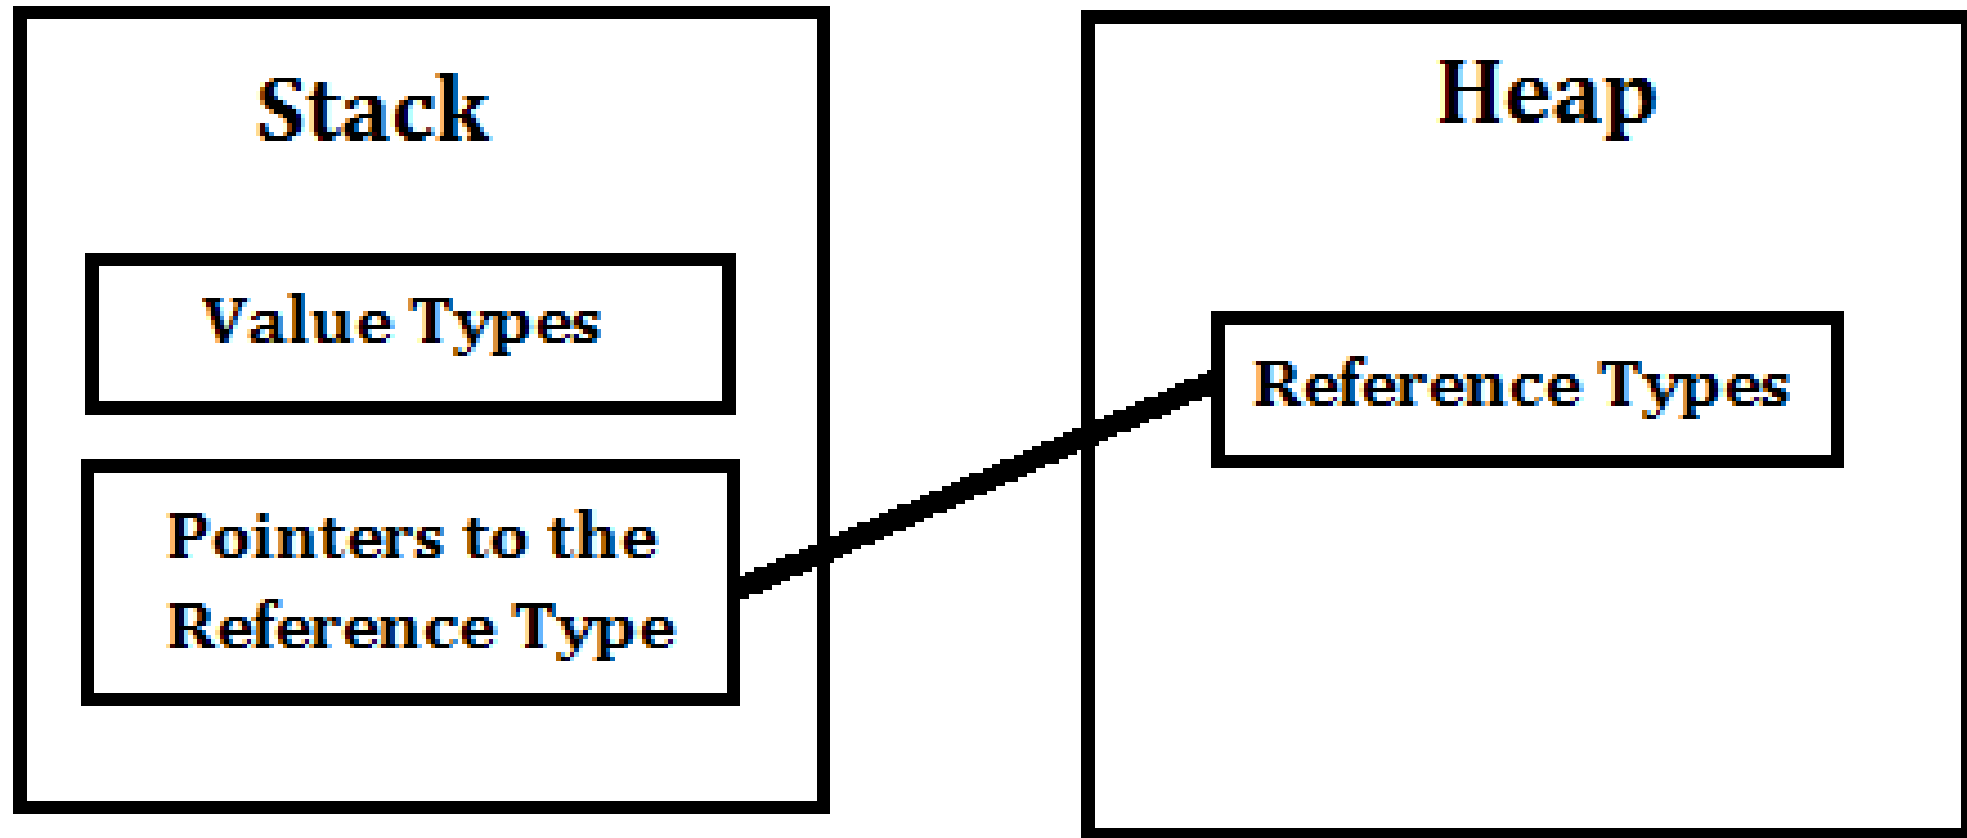 Stack
Value Types
Pointers to the
Reference Type
Heap
Reference Types